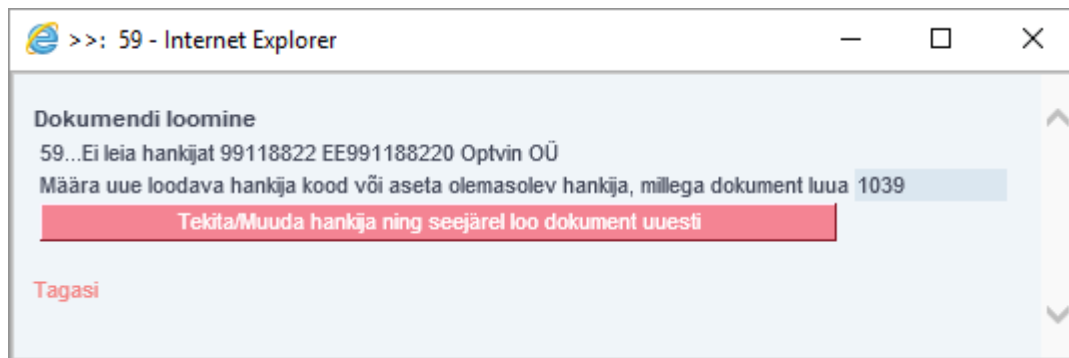 >>: 59 - Internet Explorer
Dokumendi loomine
59...Ei leia hankijat 99118822 EE991188220 Optvin OÜ
Määra uue loodava hankija kood või aseta olemasolev hankija, millega dokument luua 1039
Tekita/Muuda hankija ning seejärel loo dokument uuesti
Tagasi